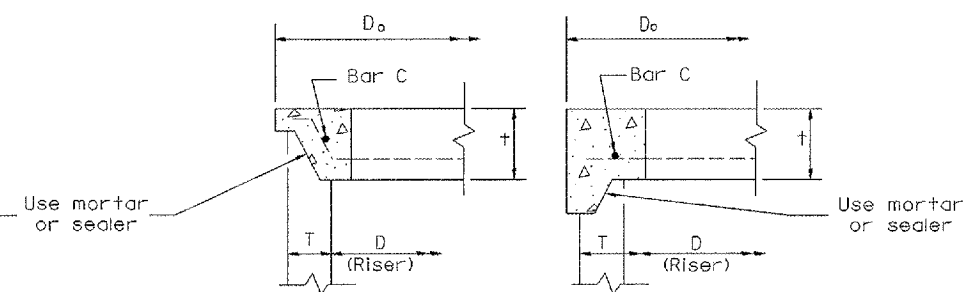 Do
Bar C
t
Use mortar
or sealer
T
D
(Riser)
Do
Bar C
t
Use mortar
or sealer
T
D
(Riser)